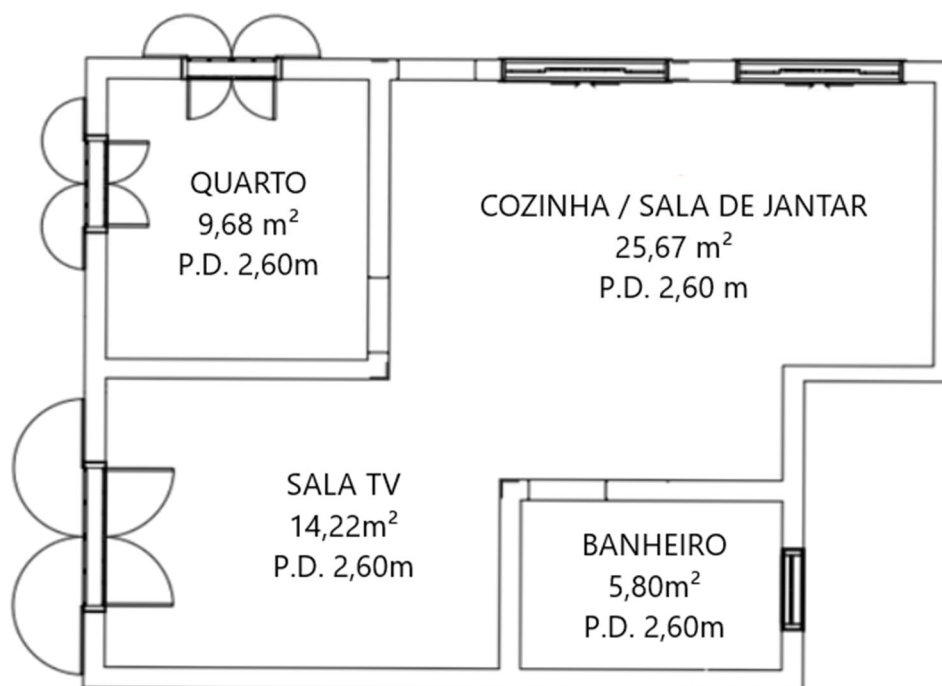 QUARTO
9,68 m²
P.D. 2,60m
COZINHA / SALA DE JANTAR
25,67 m²
P.D. 2,60 m
SALA TV
14,22m²
P.D. 2,60m
BANHEIRO
5,80m²
P.D. 2,60m